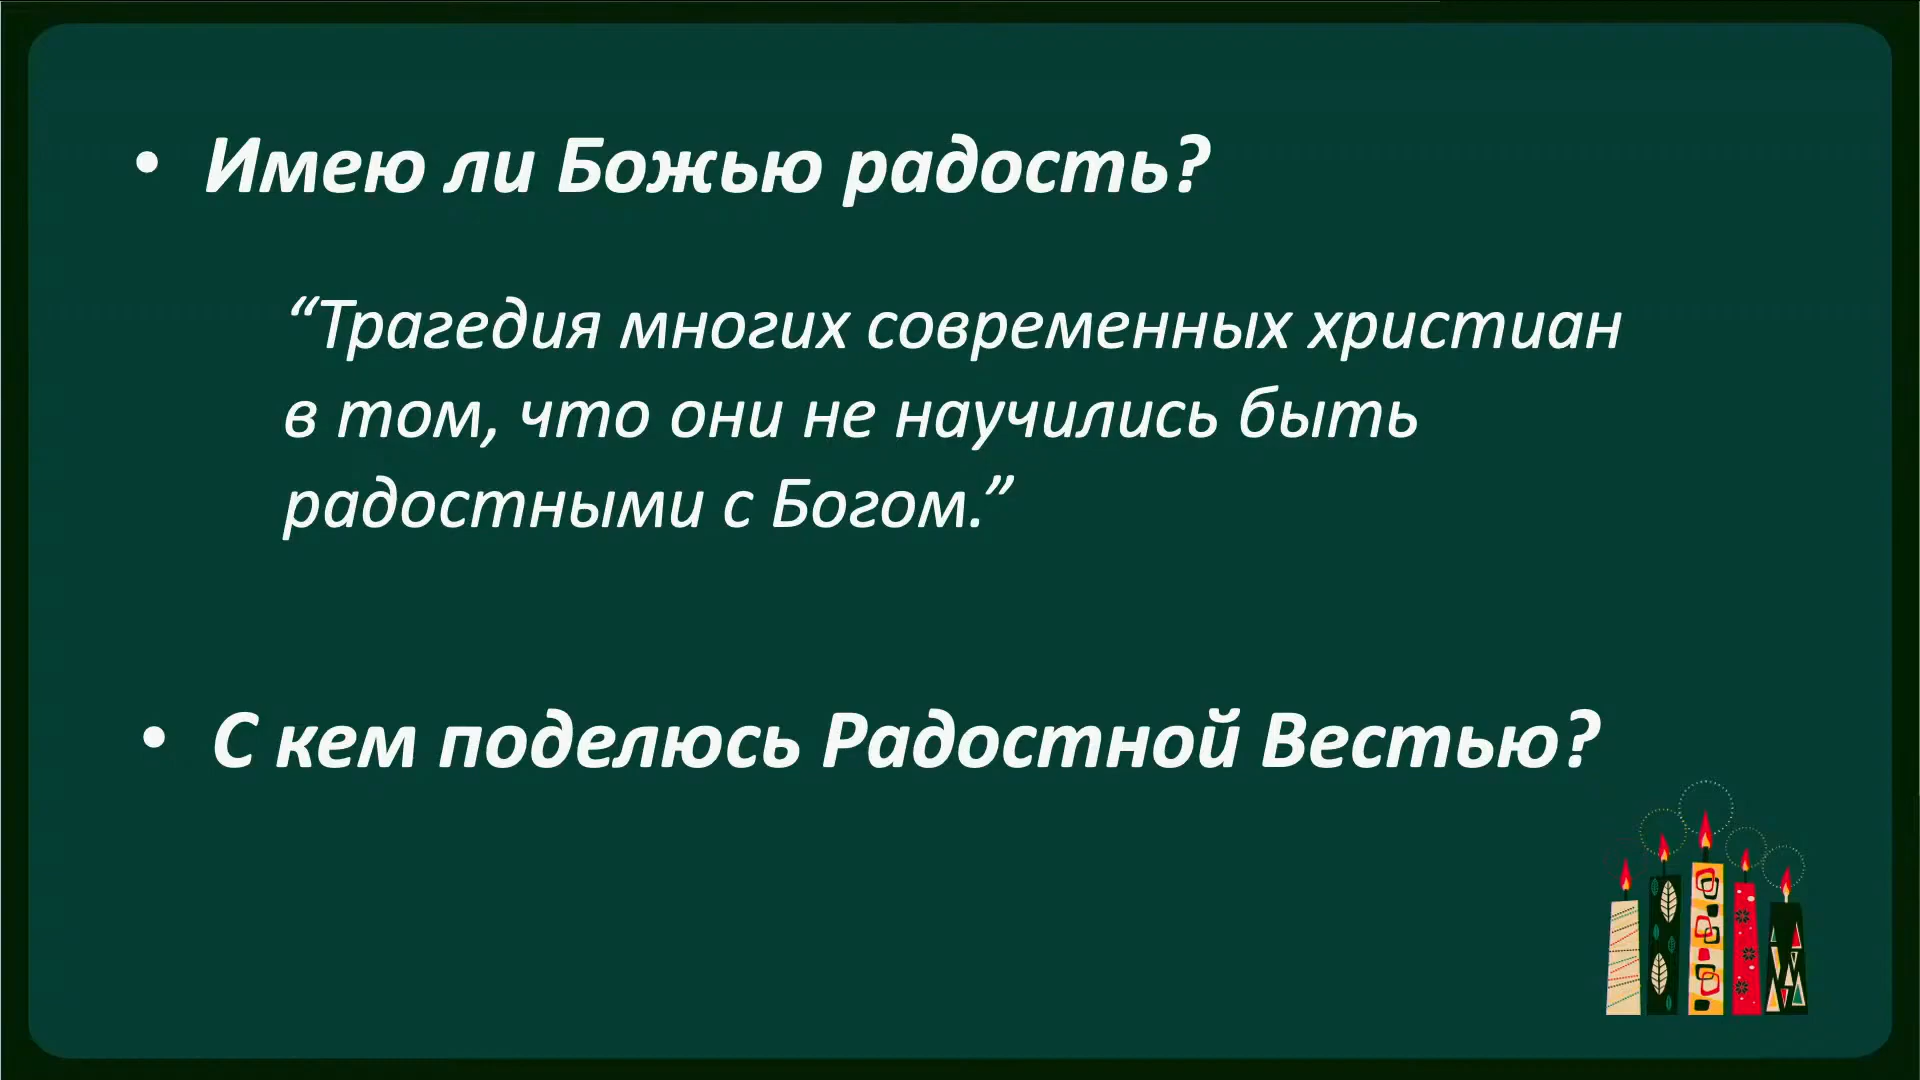 • Имею ли Божью радость?
“Трагедия многих современных христиан
в том, что они не научились быть
радостными с Богом.”
• С кем поделюсь Радостной Вестью?